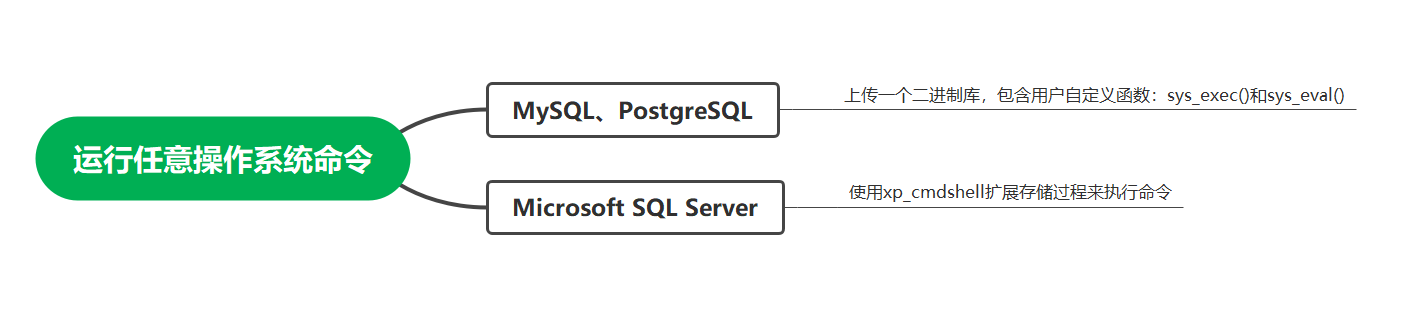 运行任意操作系统命令
MySQL、PostgreSQL
上传一个二进制库，包含用户自定义函数：sys_exec()和sys_eval()
Microsoft SQL Server
使用xp_cmdshell扩展存储过程来执行命令